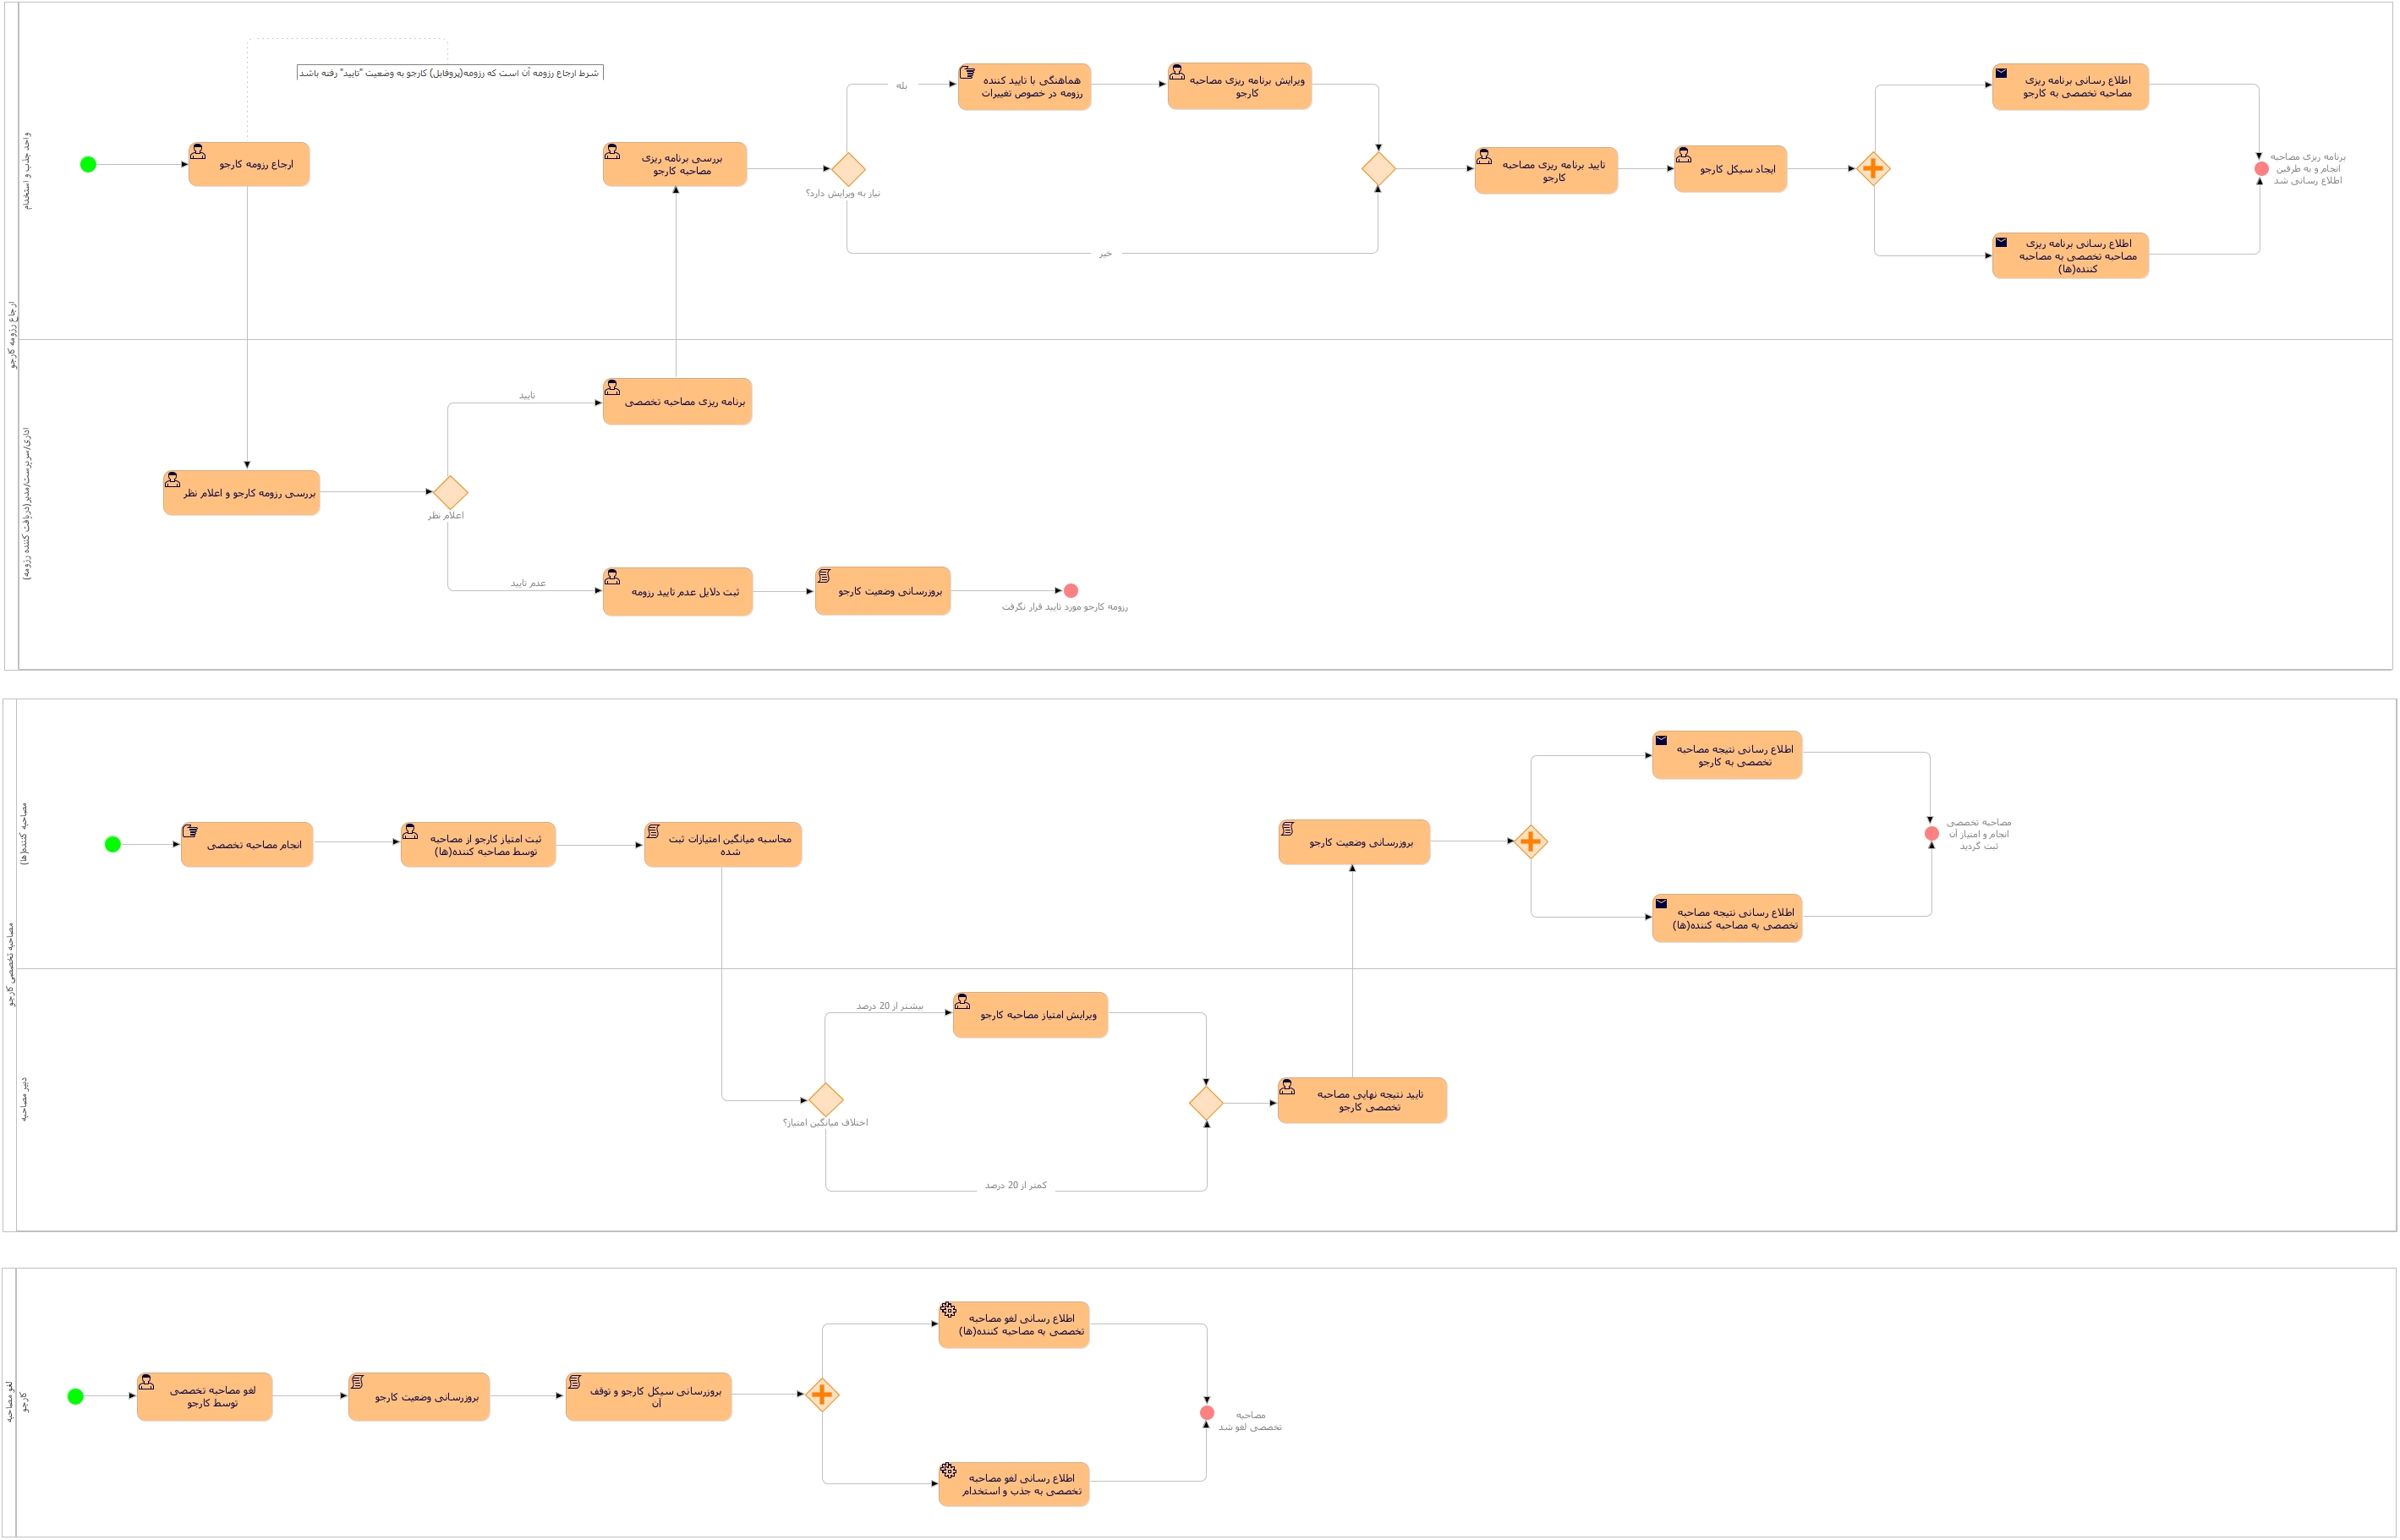 ارجاع رزومه کارجو
واحد جذب و استخدام
شرط ارجاع رزومه آن است که رزومه(پروفایل) کارجو به وضعیت "تایید" رفته باشد
ارجاع رزومه کارجو
بررسی برنامه ریزی
مصاحبه کارجو
نیاز به ویرایش دارد؟
بله
خیر
هماهنگی با تایید کننده
رزومه در خصوص تغییرات
ویرایش برنامه ریزی مصاحبه
کارجو
تایید برنامه ریزی مصاحبه
کارجو
ایجاد سیکل کارجو
اطلاع رسانی برنامه ریزی
مصاحبه تخصصی به کارجو
اطلاع رسانی برنامه ریزی
مصاحبه تخصصی به مصاحبه
کننده(ها)
برنامه ریزی مصاحبه
انجام و به طرفین
اطلاع رسانی شد
اداری/سرپرست/مدیر(دریافت کننده رزومه)
بررسی رزومه کارجو و اعلام نظر
اعلام نظر
تایید
برنامه ریزی مصاحبه تخصصی
عدم تایید
ثبت دلایل عدم تایید رزومه
بروزرسانی وضعیت کارجو
رزومه کارجو مورد تایید قرار نگرفت
مصاحبه تخصصی کارجو
مصاحبه کننده(ها)
انجام مصاحبه تخصصی
ثبت امتیاز کارجو از مصاحبه
توسط مصاحبه کننده(ها)
محاسبه میانگین امتیازات ثبت
شده
بروزرسانی وضعیت کارجو
اطلاع رسانی نتیجه مصاحبه
تخصصی به کارجو
اطلاع رسانی نتیجه مصاحبه
تخصصی به مصاحبه کننده(ها)
مصاحبه تخصصی
انجام و امتیاز آن
ثبت گردید
دبیر مصاحبه
اختلاف میانگین امتیاز؟
بیشتر از 20 درصد
ویرایش امتیاز مصاحبه کارجو
کمتر از 20 درصد
تایید نتیجه نهایی مصاحبه
تخصصی کارجو
لغو مصاحبه
کارجو
لغو مصاحبه تخصصی
توسط کارجو
بروزرسانی وضعیت کارجو
بروزرسانی سیکل کارجو و توقف
آن
اطلاع رسانی لغو مصاحبه
تخصصی به مصاحبه کننده(ها)
اطلاع رسانی لغو مصاحبه
تخصصی به جذب و استخدام
مصاحبه
تخصصی لغو شد